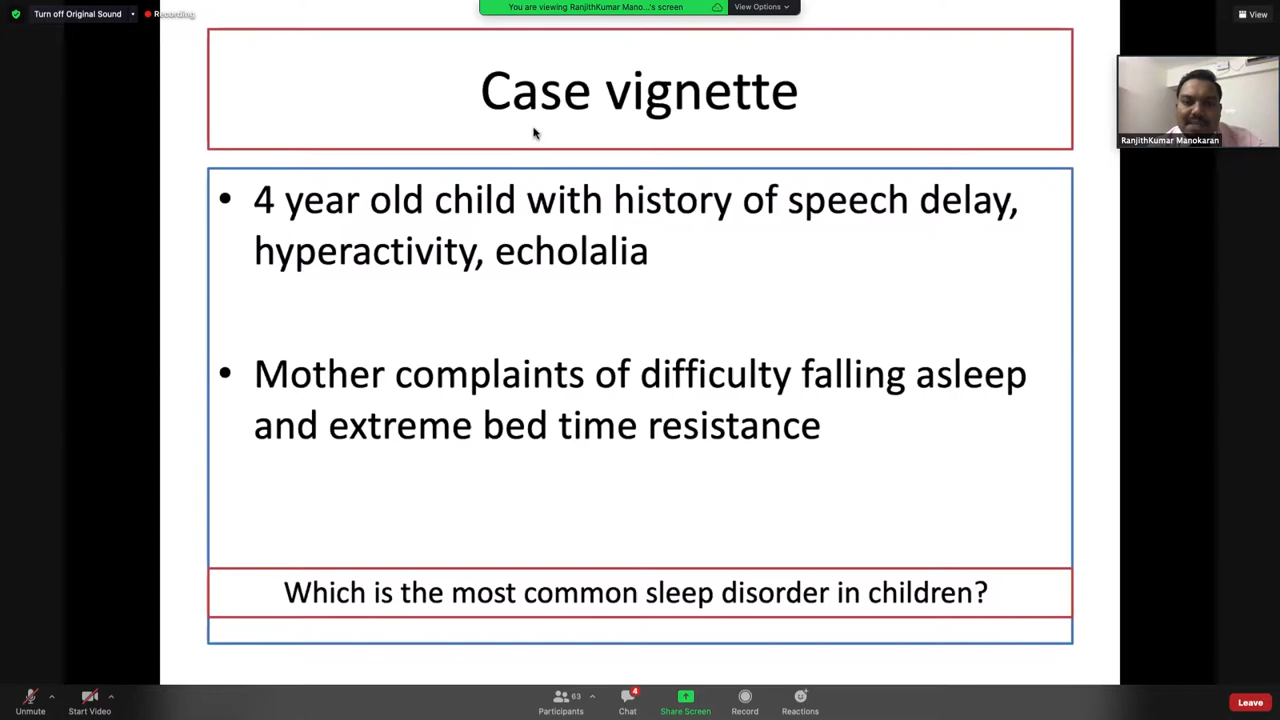 Turn off Original Sound
Recording
You are viewing RanjithKumar Mano...'s screen
View Options
View
Case vignette
RanjithKumar Manokaran
• 4 year old child with history of speech delay,
hyperactivity, echolalia
• Mother complaints of difficulty falling asleep
and extreme bed time resistance
Which is the most common sleep disorder in children?
Unmute
Start Video
63
Participants
4
Chat
Share Screen
Record
Reactions
Leave